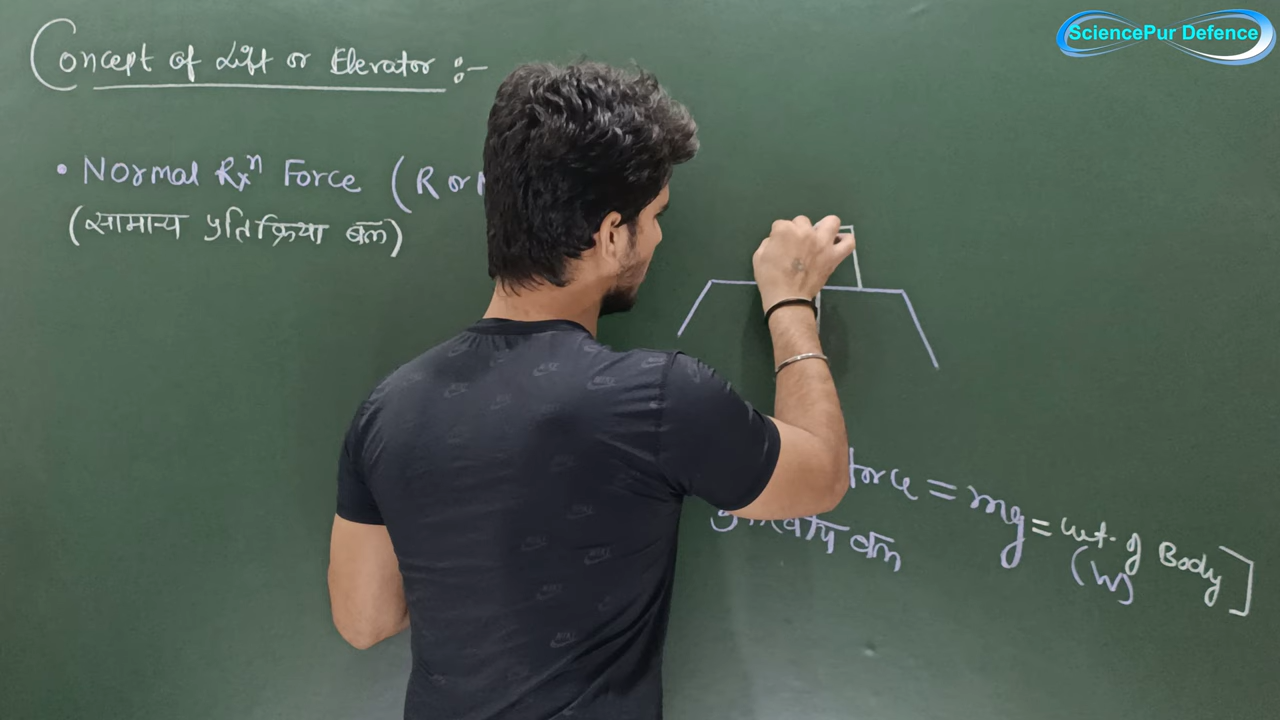 SciencePur Defence
Concept of Lift or Elevator :-
• Normal Rxⁿ Force (R or
(सामान्य प्रतिक्रिया बल)
force = mg = wt. of Body]
बल (W)